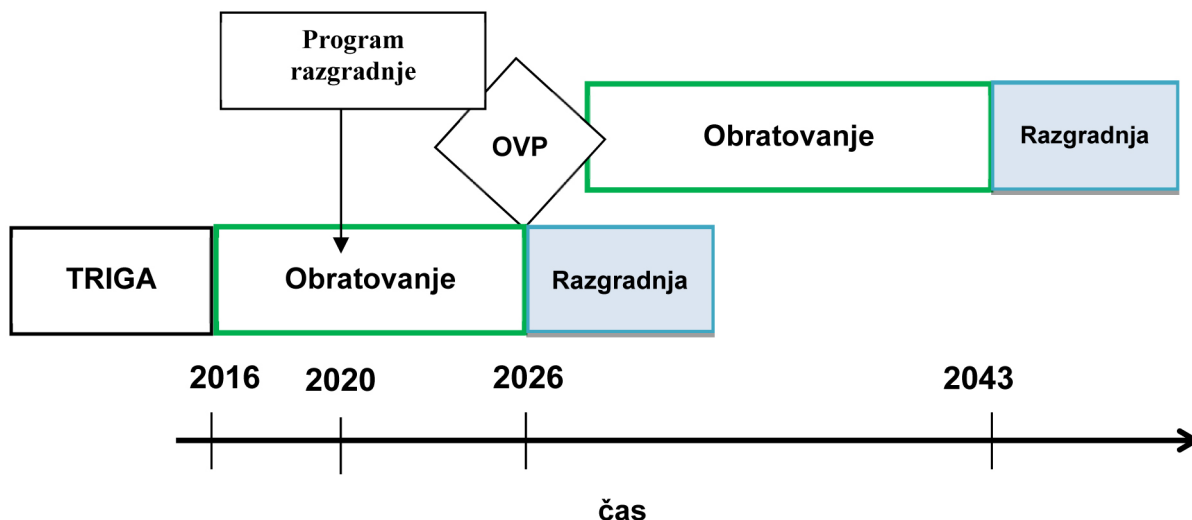 Program
razgradnje
OVP
Obratovanje
Razgradnja
TRIGA
Obratovanje
Razgradnja
2016
2020
2026
2043
čas